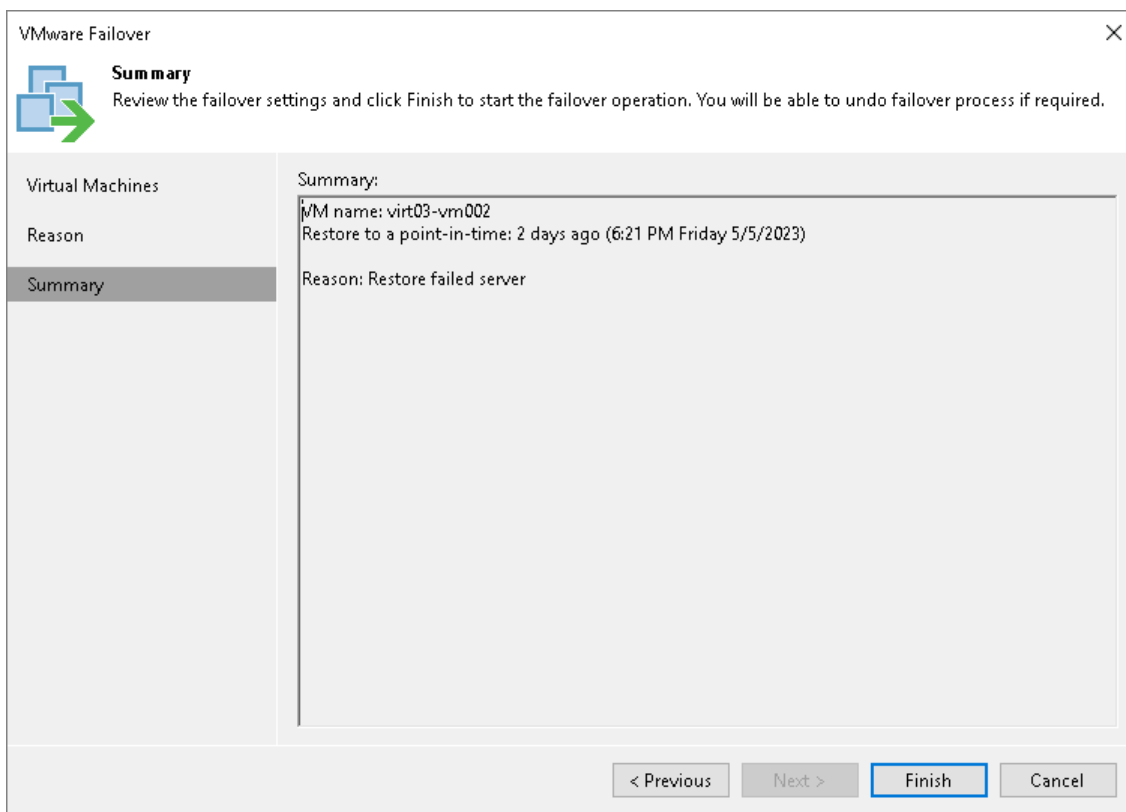 VMware Failover
Summary
Review the failover settings and click Finish to start the failover operation. You will be able to undo failover process if required.
Virtual Machines
Reason
Summary
Summary:
VM name: virt03-vm002
Restore to a point-in-time: 2 days ago (6:21 PM Friday 5/5/2023)
Reason: Restore failed server
< Previous
Next >
Finish
Cancel